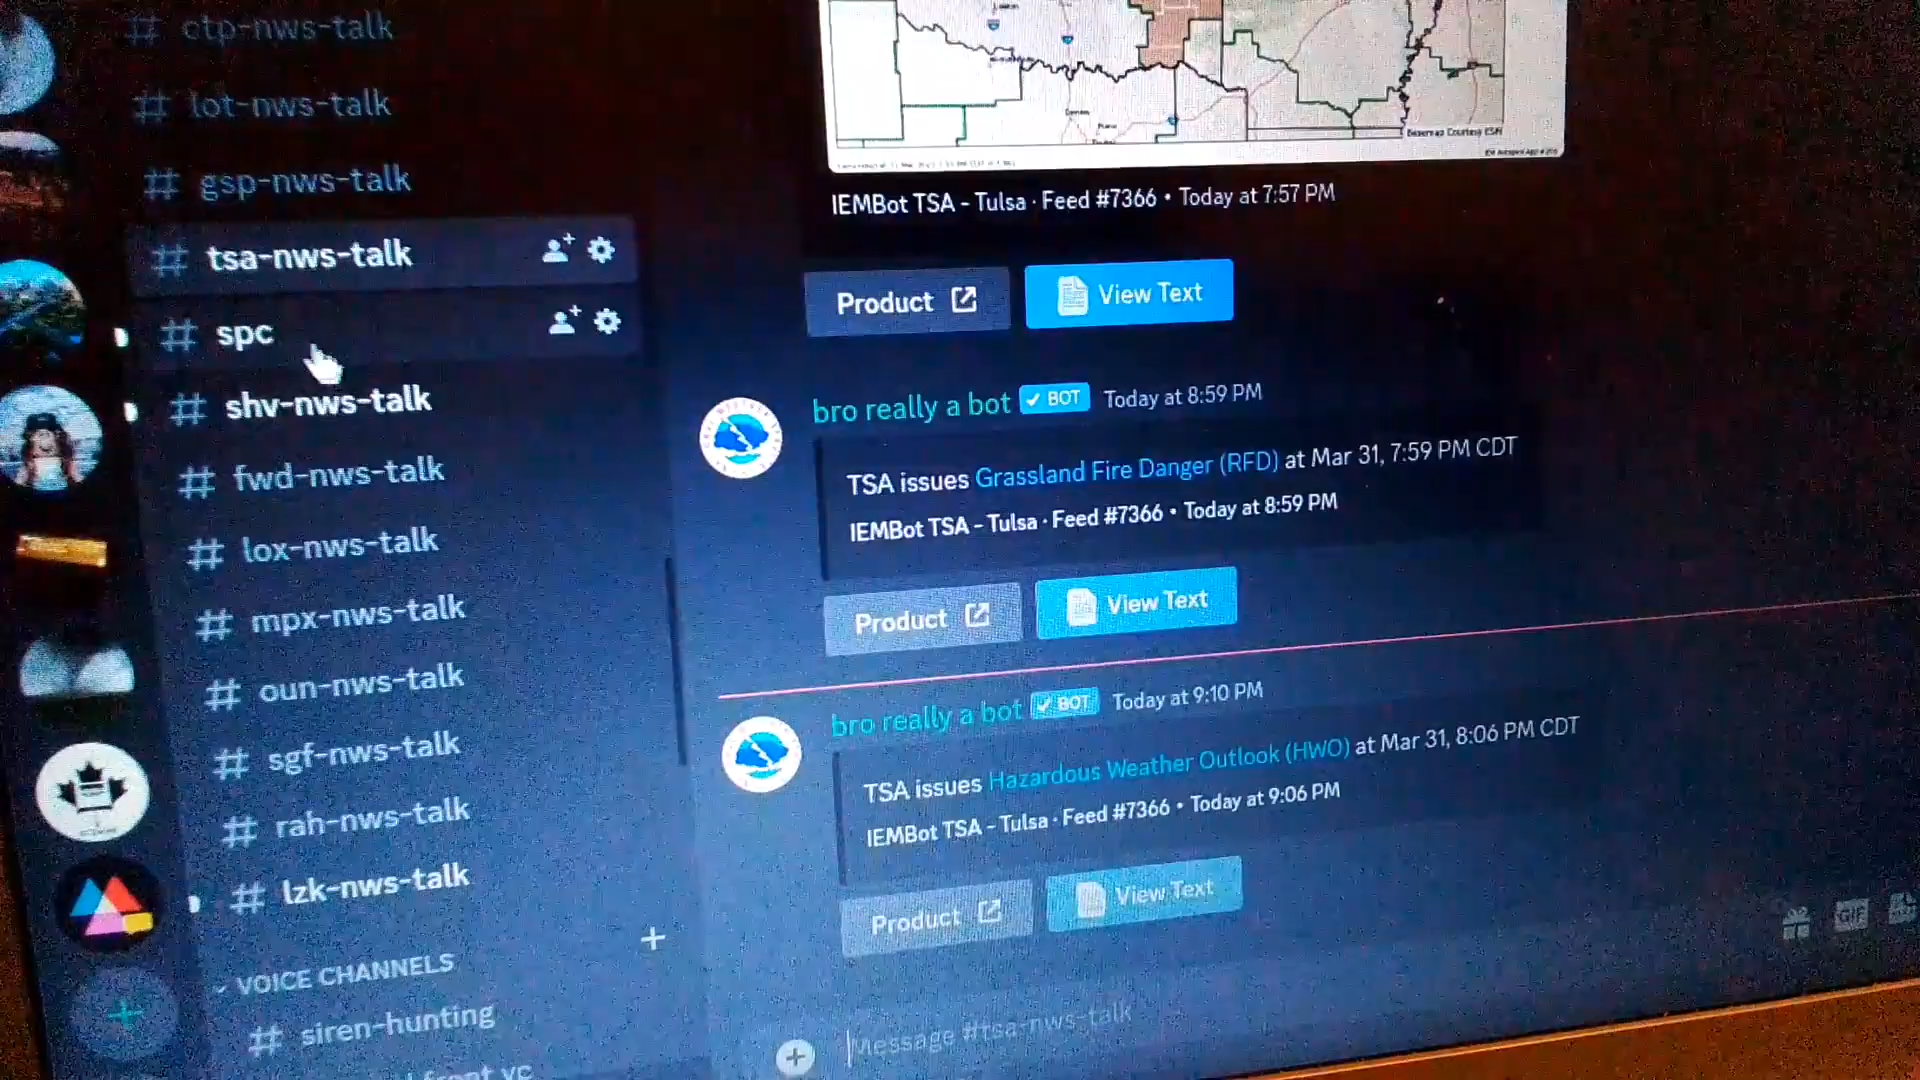 # ctp-nws-talk
# lot-nws-talk
# gsp-nws-talk
# tsa-nws-talk
# spc
# shv-nws-talk
# fwd-nws-talk
# lox-nws-talk
# mpx-nws-talk
# oun-nws-talk
# sgf-nws-talk
# rah-nws-talk
# lzk-nws-talk
VOICE CHANNELS
# siren-hunting
Basemap Courtesy ESRI
IEMBot TSA - Tulsa · Feed #7366 • Today at 7:57 PM
Product
View Text
bro really a bot ✓ BOT Today at 8:59 PM
TSA issues Grassland Fire Danger (RFD) at Mar 31, 7:59 PM CDT
IEMBot TSA - Tulsa · Feed #7366 • Today at 8:59 PM
Product
View Text
bro really a bot ✓ BOT Today at 9:10 PM
TSA issues Hazardous Weather Outlook (HWO) at Mar 31, 8:06 PM CDT
IEMBot TSA - Tulsa · Feed #7366 • Today at 9:06 PM
Product
View Text
Message #tsa-nws-talk
GIF